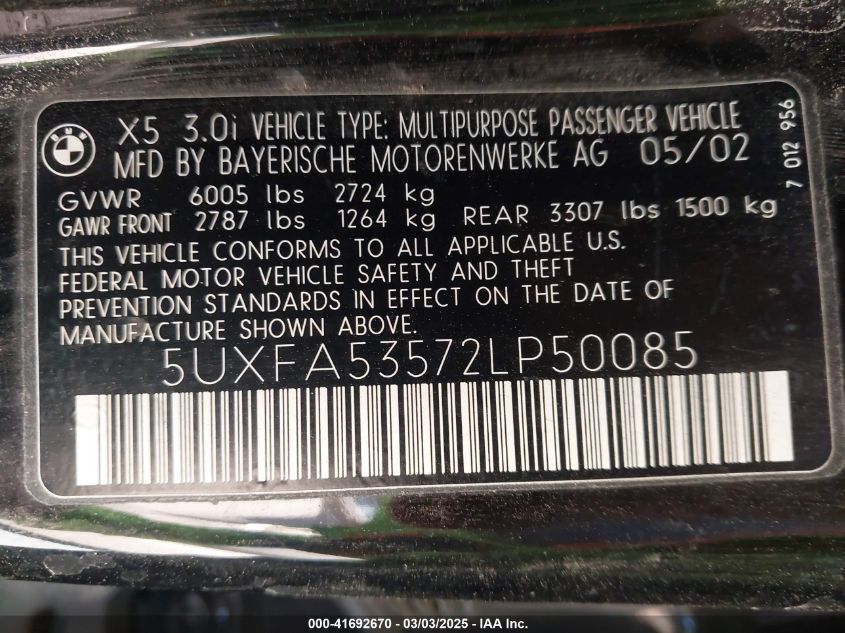 BMW
X5 3.0i VEHICLE TYPE: MULTIPURPOSE PASSENGER VEHICLE
MFD BY BAYERISCHE MOTORENWERKE AG 05/02
GVWR 6005 lbs 2724 kg
GAWR FRONT 2787 lbs 1264 kg REAR 3307 lbs 1500 kg
THIS VEHICLE CONFORMS TO ALL APPLICABLE U.S.
FEDERAL MOTOR VEHICLE SAFETY AND THEFT
PREVENTION STANDARDS IN EFFECT ON THE DATE OF
MANUFACTURE SHOWN ABOVE.
5UXFA53572LP50085
7 012 956
000-41692670 - 03/03/2025 - IAA Inc.